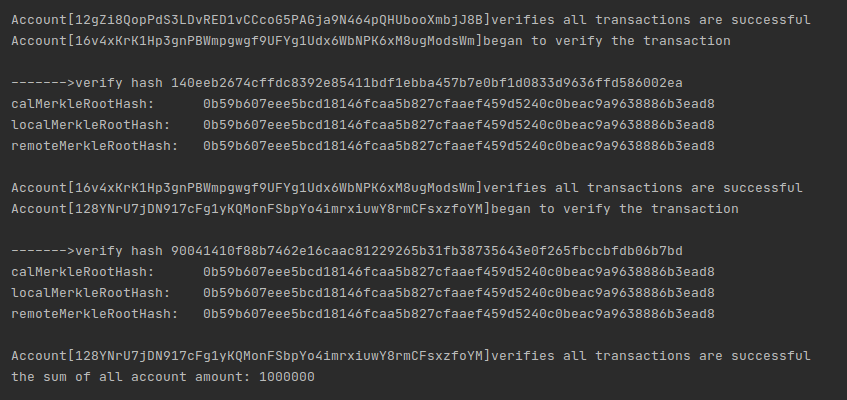 Account[12gZi8QopPdS3LDvRED1vCCcoG5PAGja9N464pQHUbooXmbjJ8B]verifies all transactions are successful
Account[16v4xKrK1Hp3gnPBWmpgwgf9UFYg1Udx6WbNPK6xM8ugModsWm]began to verify the transaction
------->verify hash 140eeb2674cffdc8392e85411bdf1ebba457b7e0bf1d0833d9636ffd586002ea
calMerkleRootHash:      0b59b607eee5bcd18146fcaa5b827cfaaef459d5240c0beac9a9638886b3ead8
localMerkleRootHash:    0b59b607eee5bcd18146fcaa5b827cfaaef459d5240c0beac9a9638886b3ead8
remoteMerkleRootHash:   0b59b607eee5bcd18146fcaa5b827cfaaef459d5240c0beac9a9638886b3ead8
Account[16v4xKrK1Hp3gnPBWmpgwgf9UFYg1Udx6WbNPK6xM8ugModsWm]verifies all transactions are successful
Account[128YNrU7jDN917cFg1yKQMonFSbpYo4imrxiuwY8rmCFsxzfoYM]began to verify the transaction
------->verify hash 90041410f88b7462e16caac81229265b31fb38735643e0f265fbccbfdb06b7bd
calMerkleRootHash:      0b59b607eee5bcd18146fcaa5b827cfaaef459d5240c0beac9a9638886b3ead8
localMerkleRootHash:    0b59b607eee5bcd18146fcaa5b827cfaaef459d5240c0beac9a9638886b3ead8
remoteMerkleRootHash:   0b59b607eee5bcd18146fcaa5b827cfaaef459d5240c0beac9a9638886b3ead8
Account[128YNrU7jDN917cFg1yKQMonFSbpYo4imrxiuwY8rmCFsxzfoYM]verifies all transactions are successful
the sum of all account amount: 1000000